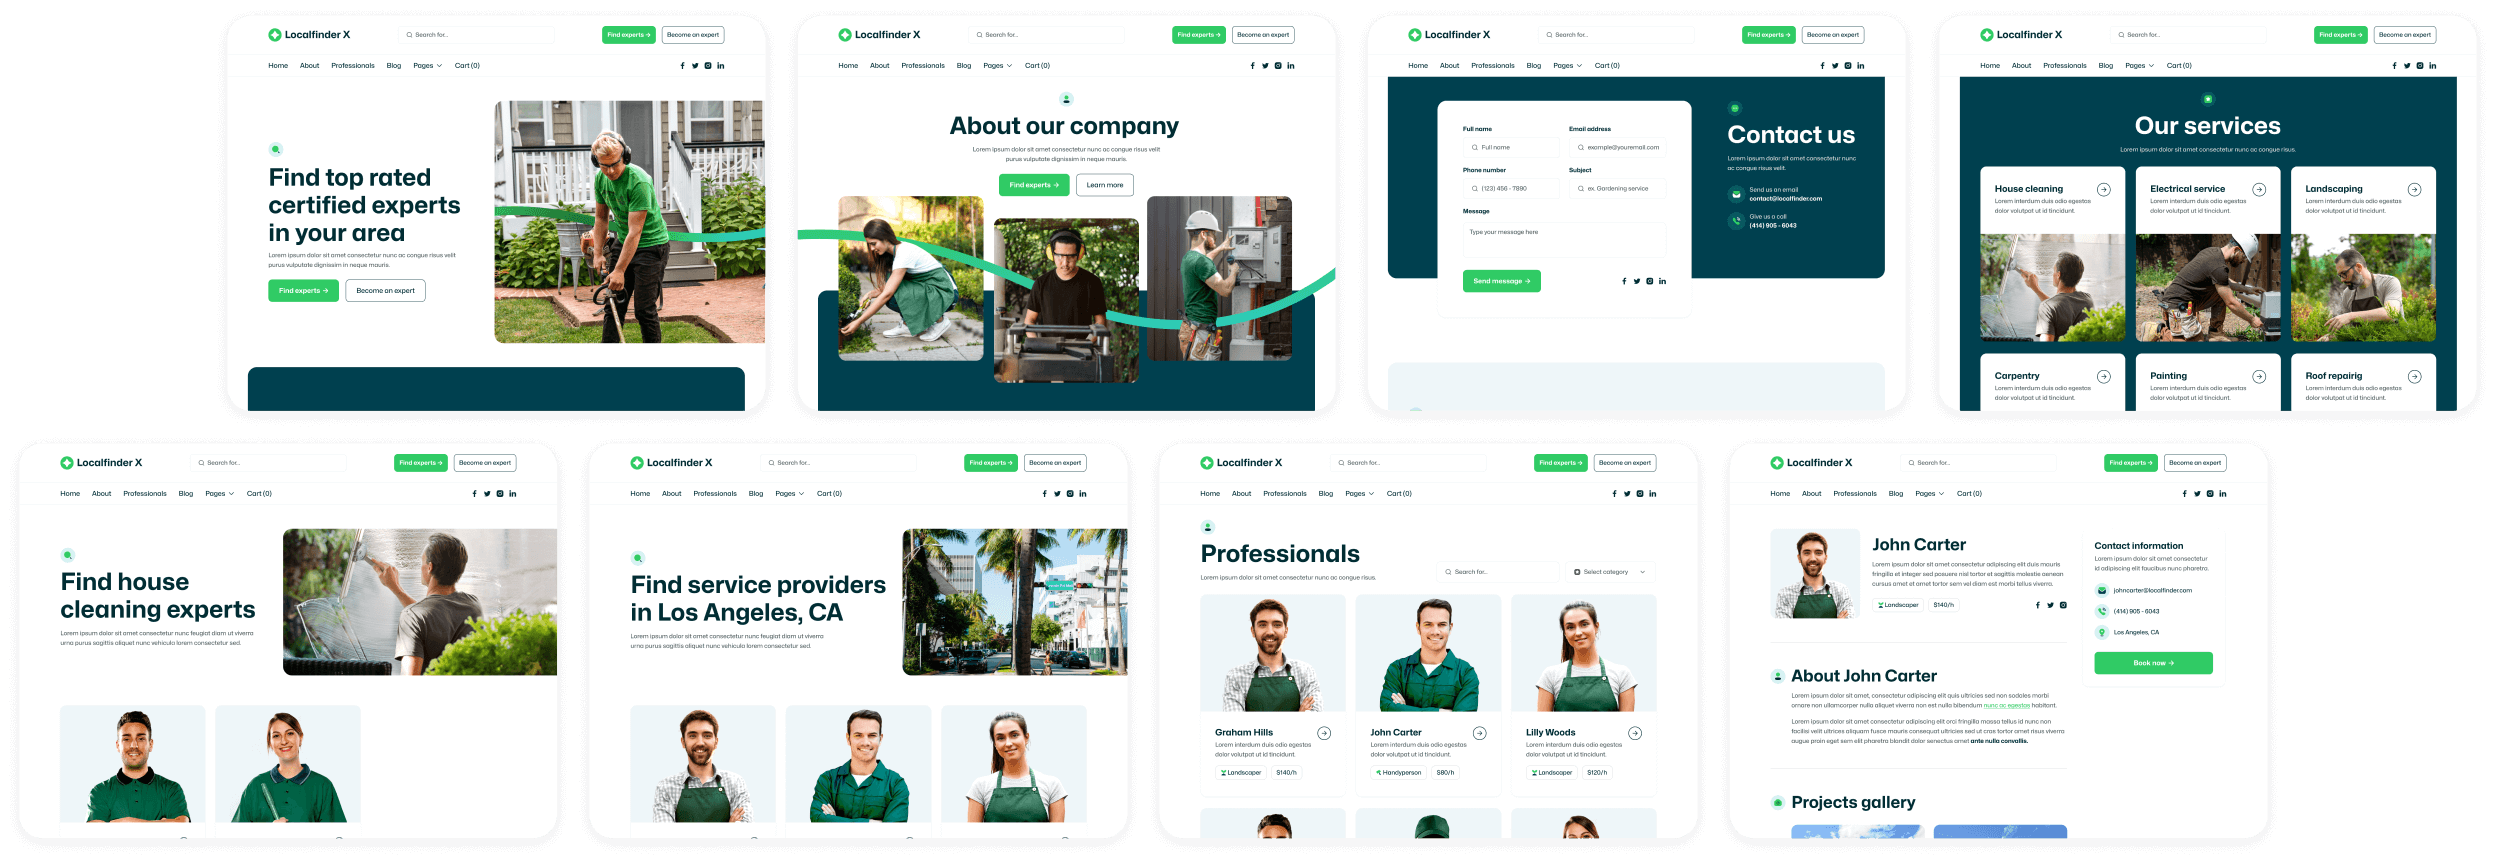 Localfinder X
Search for...
Find experts →
Become an expert
Home
About
Professionals
Blog
Pages
Cart (0)
Find top rated
certified experts
in your area
Lorem ipsum dolor sit amet consectetur nunc ac congue risus velit
purus vulputate dignissim in neque mauris.
Find experts →
Become an expert
Localfinder X
Search for...
Find experts →
Become an expert
Home
About
Professionals
Blog
Pages
Cart (0)
About our company
Lorem ipsum dolor sit amet consectetur nunc ac congue risus velit
purus vulputate dignissim in neque mauris.
Find experts →
Learn more
Localfinder X
Search for...
Find experts →
Become an expert
Home
About
Professionals
Blog
Pages
Cart (0)
Full name
Full name
Email address
example@youremail.com
Phone number
(123) 456 - 7890
Subject
ex. Gardening service
Message
Type your message here
Send message →
Contact us
Lorem ipsum dolor sit amet consectetur nunc
ac congue risus velit.
Send us an email
contact@localfinder.com
Give us a call
(414) 905 - 6043
Localfinder X
Search for...
Find experts →
Become an expert
Home
About
Professionals
Blog
Pages
Cart (0)
Our services
Lorem ipsum dolor sit amet consectetur nunc ac congue risus.
House cleaning
Lorem interdum duis odio egestas
dolor volutpat ut id tincidunt.
Electrical service
Lorem interdum duis odio egestas
dolor volutpat ut id tincidunt.
Landscaping
Lorem interdum duis odio egestas
dolor volutpat ut id tincidunt.
Carpentry
Lorem interdum duis odio egestas
dolor volutpat ut id tincidunt.
Painting
Lorem interdum duis odio egestas
dolor volutpat ut id tincidunt.
Roof repairig
Lorem interdum duis odio egestas
dolor volutpat ut id tincidunt.
Localfinder X
Search for...
Find experts →
Become an expert
Home
About
Professionals
Blog
Pages
Cart (0)
Find house
cleaning experts
Lorem ipsum dolor sit amet consectetur nunc feugiat diam ut viverra
urna purus sagittis aliquet nunc vehicula lorem consectetur sed.
Localfinder X
Search for...
Find experts →
Become an expert
Home
About
Professionals
Blog
Pages
Cart (0)
Find service providers
in Los Angeles, CA
Lorem ipsum dolor sit amet consectetur nunc feugiat diam ut viverra
urna purus sagittis aliquet nunc vehicula lorem consectetur sed.
Localfinder X
Search for...
Find experts →
Become an expert
Home
About
Professionals
Blog
Pages
Cart (0)
Professionals
Lorem ipsum dolor sit amet consectetur nunc ac congue risus.
Search for...
Select category
Graham Hills
Lorem interdum duis odio egestas
dolor volutpat ut id tincidunt.
Landscaper
$140/h
John Carter
Lorem interdum duis odio egestas
dolor volutpat ut id tincidunt.
Handyperson
$80/h
Lilly Woods
Lorem interdum duis odio egestas
dolor volutpat ut id tincidunt.
Landscaper
$120/h
Localfinder X
Search for...
Find experts →
Become an expert
Home
About
Professionals
Blog
Pages
Cart (0)
John Carter
Lorem ipsum dolor sit amet consectetur adipiscing elit duis mauris
fringilla et integer sed posuere nisl tortor et sagittis molestie aenean
cursus amet et amet tortor sem vel diam est morbi tellus viverra.
Landscaper
$140/h
Contact information
Lorem ipsum dolor sit amet consectetur
id adipiscing elit faucibus nunc pharetra.
johncarter@localfinder.com
(414) 905 - 6043
Los Angeles, CA
Book now →
About John Carter
Lorem ipsum dolor sit amet, consectetur adipiscing elit quis ultricies sed non sodales morbi
ornare non ullamcorper nulla aliquet viverra non est nulla bibendum nunc ac egestas habitant.
Lorem ipsum dolor sit amet consectetur adipiscing elit orci fringilla massa tellus id nunc non
facilisi velit ultrices aliquam fusce mauris consequat ultricies sed ut cras tortor amet risus viverra
augue proin eget sem elit pharetra blandit dolor senectus amet ante nulla convallis.
Projects gallery